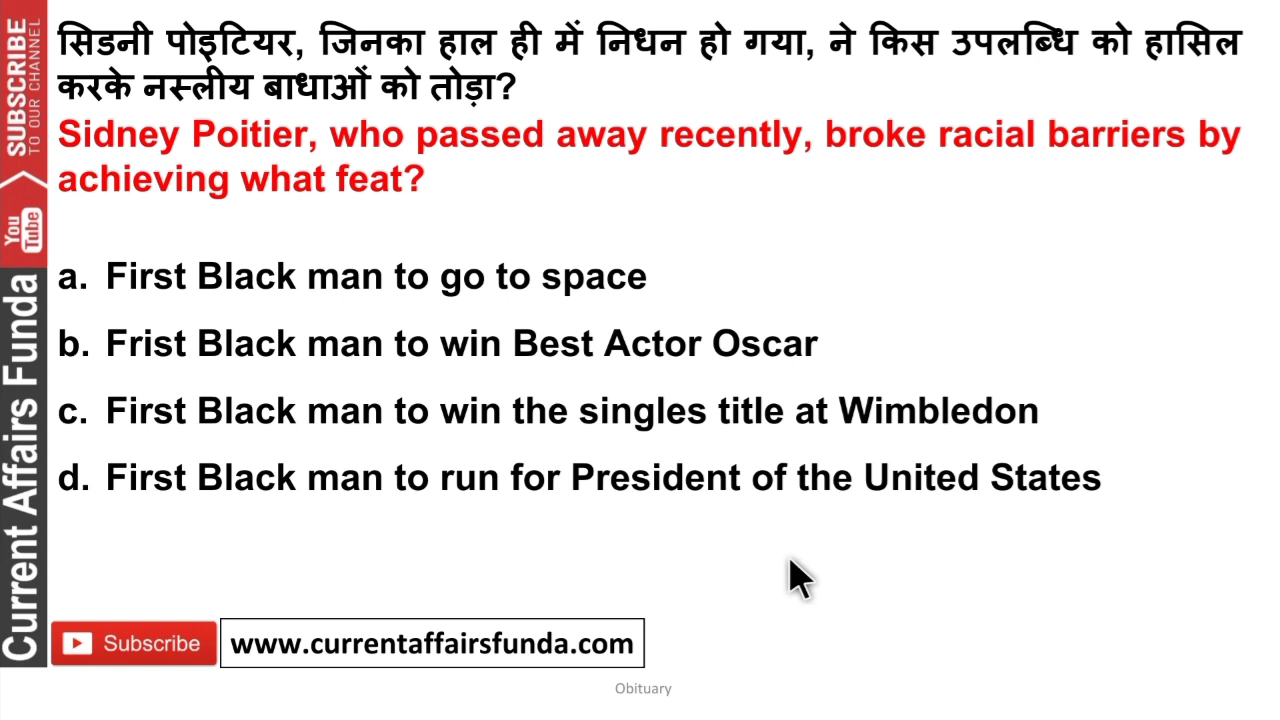 सिडनी पोइटियर, जिनका हाल ही में निधन हो गया, ने किस उपलब्धि को हासिल
करके नस्लीय बाधाओं को तोड़ा?
Sidney Poitier, who passed away recently, broke racial barriers by
achieving what feat?
a. First Black man to go to space
b. Frist Black man to win Best Actor Oscar
c. First Black man to win the singles title at Wimbledon
d. First Black man to run for President of the United States
SUBSCRIBE
TO OUR CHANNEL
You
Tube
Current Affairs Funda
Subscribe
www.currentaffairsfunda.com
Obituary